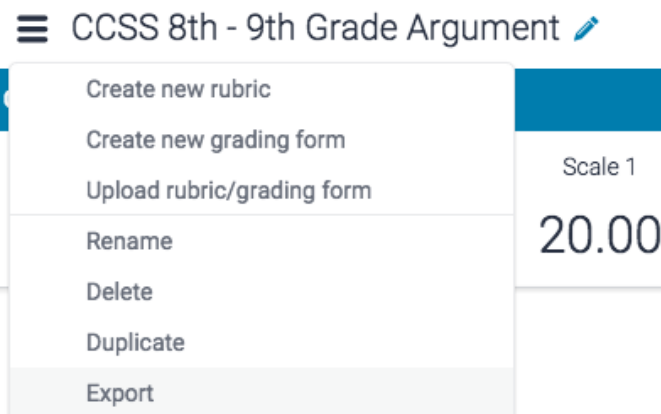 CCSS 8th - 9th Grade Argument
Create new rubric
Create new grading form
Upload rubric/grading form
Scale 1
Rename
20.00
Delete
Duplicate
Export